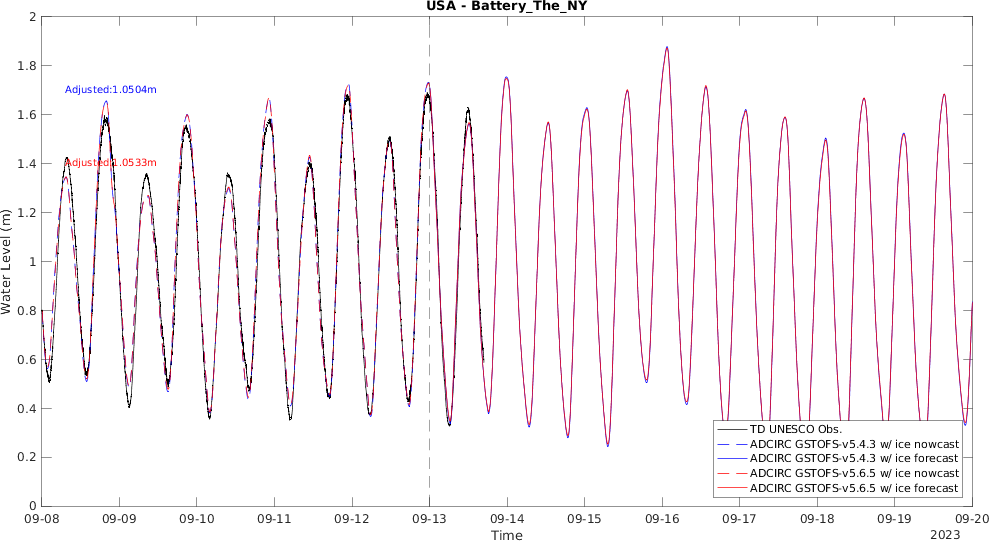 USA - Battery_The_NY
2
1.8
1.6
1.4
1.2
1
0.8
0.6
0.4
0.2
0
Water Level (m)
Adjusted:1.0504m
Adjusted:1.0533m
TD UNESCO Obs.
ADCIRC GSTOFS-v5.4.3 w/ ice nowcast
ADCIRC GSTOFS-v5.4.3 w/ ice forecast
ADCIRC GSTOFS-v5.6.5 w/ ice nowcast
ADCIRC GSTOFS-v5.6.5 w/ ice forecast
09-08 09-09 09-10 09-11 09-12 09-13 09-14 09-15 09-16 09-17 09-18 09-19 09-20
Time
2023